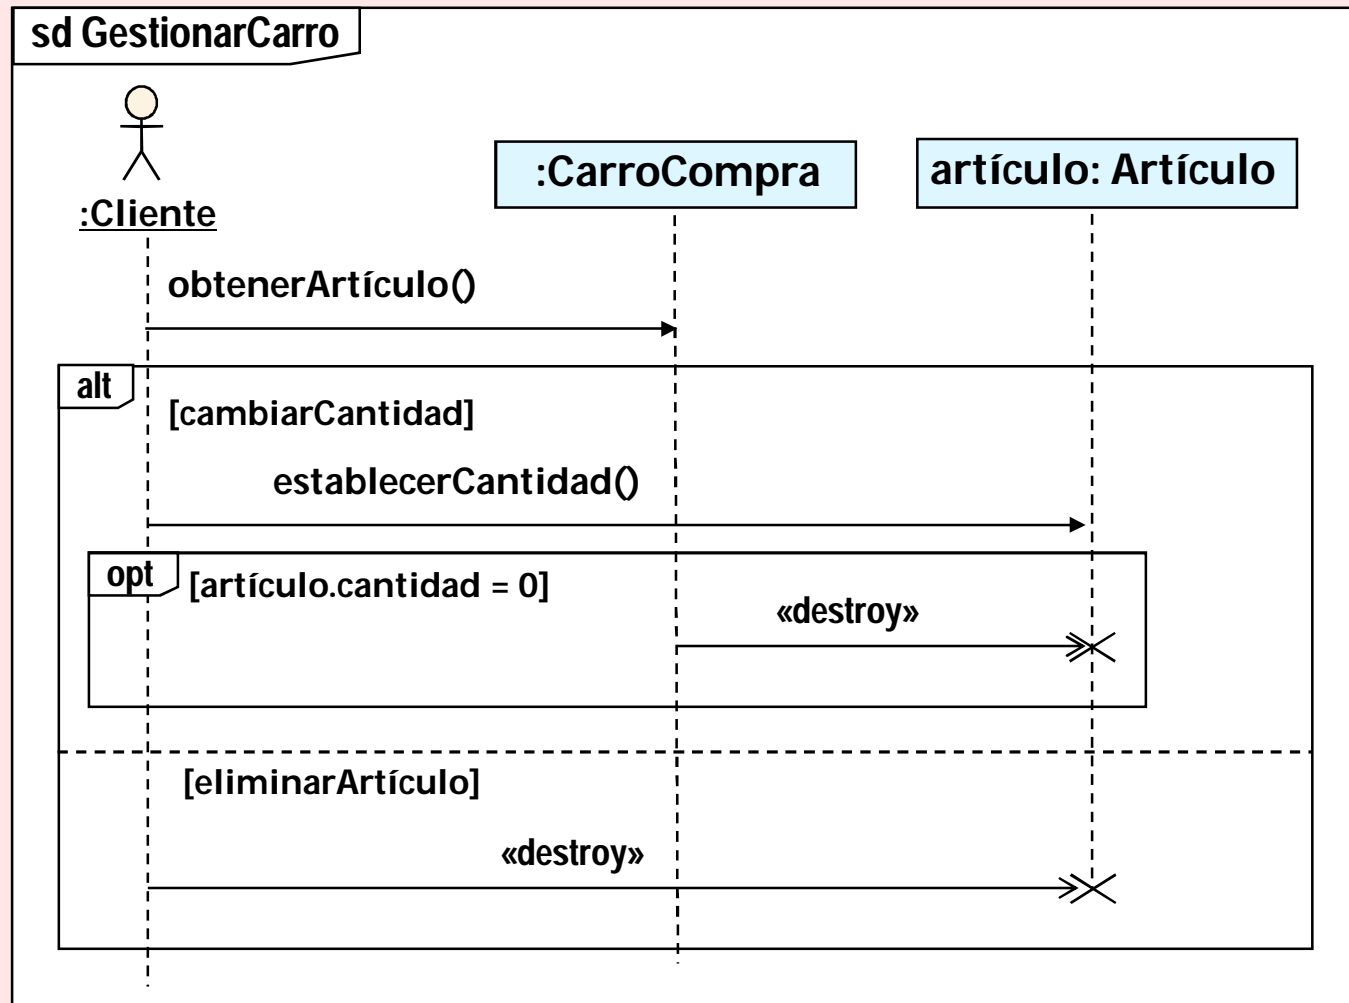 sd GestionarCarro
:Cliente
:CarroCompra
artículo: Artículo
obtenerArtículo()
alt
[cambiarCantidad]
establecerCantidad()
opt
[artículo.cantidad = 0]
«destroy»
[eliminarArtículo]
«destroy»